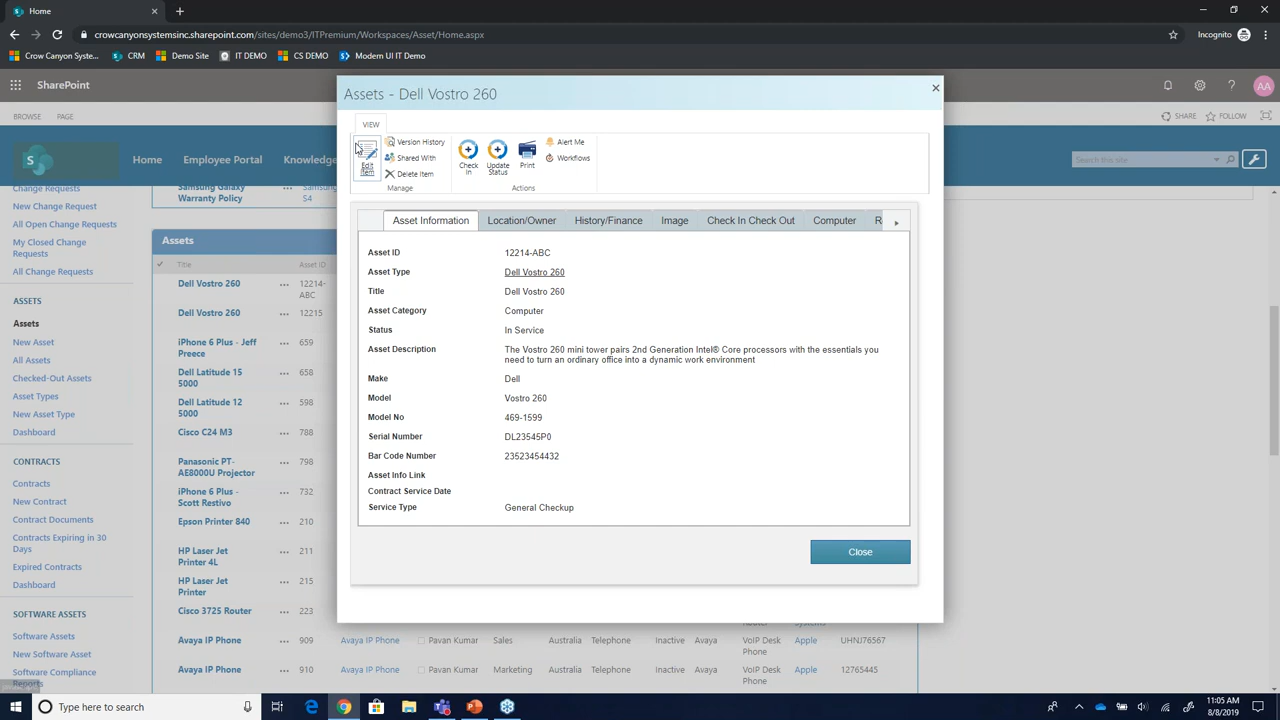 Home
crowcanyonsystemsinc.sharepoint.com/sites/demo3/ITPremium/Workspaces/Asset/Home.aspx
Incognito
Crow Canyon Syste...
CRM
Demo Site
IT DEMO
CS DEMO
Modern UI IT Demo
SharePoint
AA
BROWSE
PAGE
SHARE
FOLLOW
S
Home
Employee Portal
Knowledge
Search this site
Change Requests
New Change Request
All Open Change Requests
My Closed Change
Requests
All Change Requests
ASSETS
Assets
New Asset
All Assets
Checked-Out Assets
Asset Types
New Asset Type
Dashboard
CONTRACTS
Contracts
New Contract
Contract Documents
Contracts Expiring in 30
Days
Expired Contracts
Dashboard
SOFTWARE ASSETS
Software Assets
New Software Asset
Software Compliance
Reports
Samsung Galaxy
Warranty Policy
Samsung
S4
Assets
Title
Asset ID
Dell Vostro 260
12214-
ABC
Dell Vostro 260
12215
iPhone 6 Plus - Jeff
Preece
659
Dell Latitude 15
5000
658
Dell Latitude 12
5000
598
Cisco C24 M3
788
Panasonic PT-
AE8000U Projector
798
iPhone 6 Plus -
Scott Restivo
732
Epson Printer 840
210
HP Laser Jet
Printer 4L
211
HP Laser Jet
Printer
215
Cisco 3725 Router
223
Avaya IP Phone
909
Avaya IP Phone
Pavan Kumar
Sales
Australia
Telephone
Inactive
Avaya
VoIP Desk
Phone
Apple
UHNJ76567
Avaya IP Phone
910
Avaya IP Phone
Pavan Kumar
Marketing
Australia
Telephone
Inactive
Avaya
VoIP Desk
Phone
Apple
12765445
Assets - Dell Vostro 260
VIEW
Edit
Item
Version History
Shared With
Delete Item
Manage
Check
In
Update
Status
Print
Alert Me
Workflows
Actions
Asset Information
Location/Owner
History/Finance
Image
Check In Check Out
Computer
R
Asset ID
12214-ABC
Asset Type
Dell Vostro 260
Title
Dell Vostro 260
Asset Category
Computer
Status
In Service
Asset Description
The Vostro 260 mini tower pairs 2nd Generation Intel® Core processors with the essentials you
need to turn an ordinary office into a dynamic work environment
Make
Dell
Model
Vostro 260
Model No
469-1599
Serial Number
DL23545P0
Bar Code Number
23523454432
Asset Info Link
Contract Service Date
Service Type
General Checkup
Close
Type here to search
11:05 AM
8/8/2019